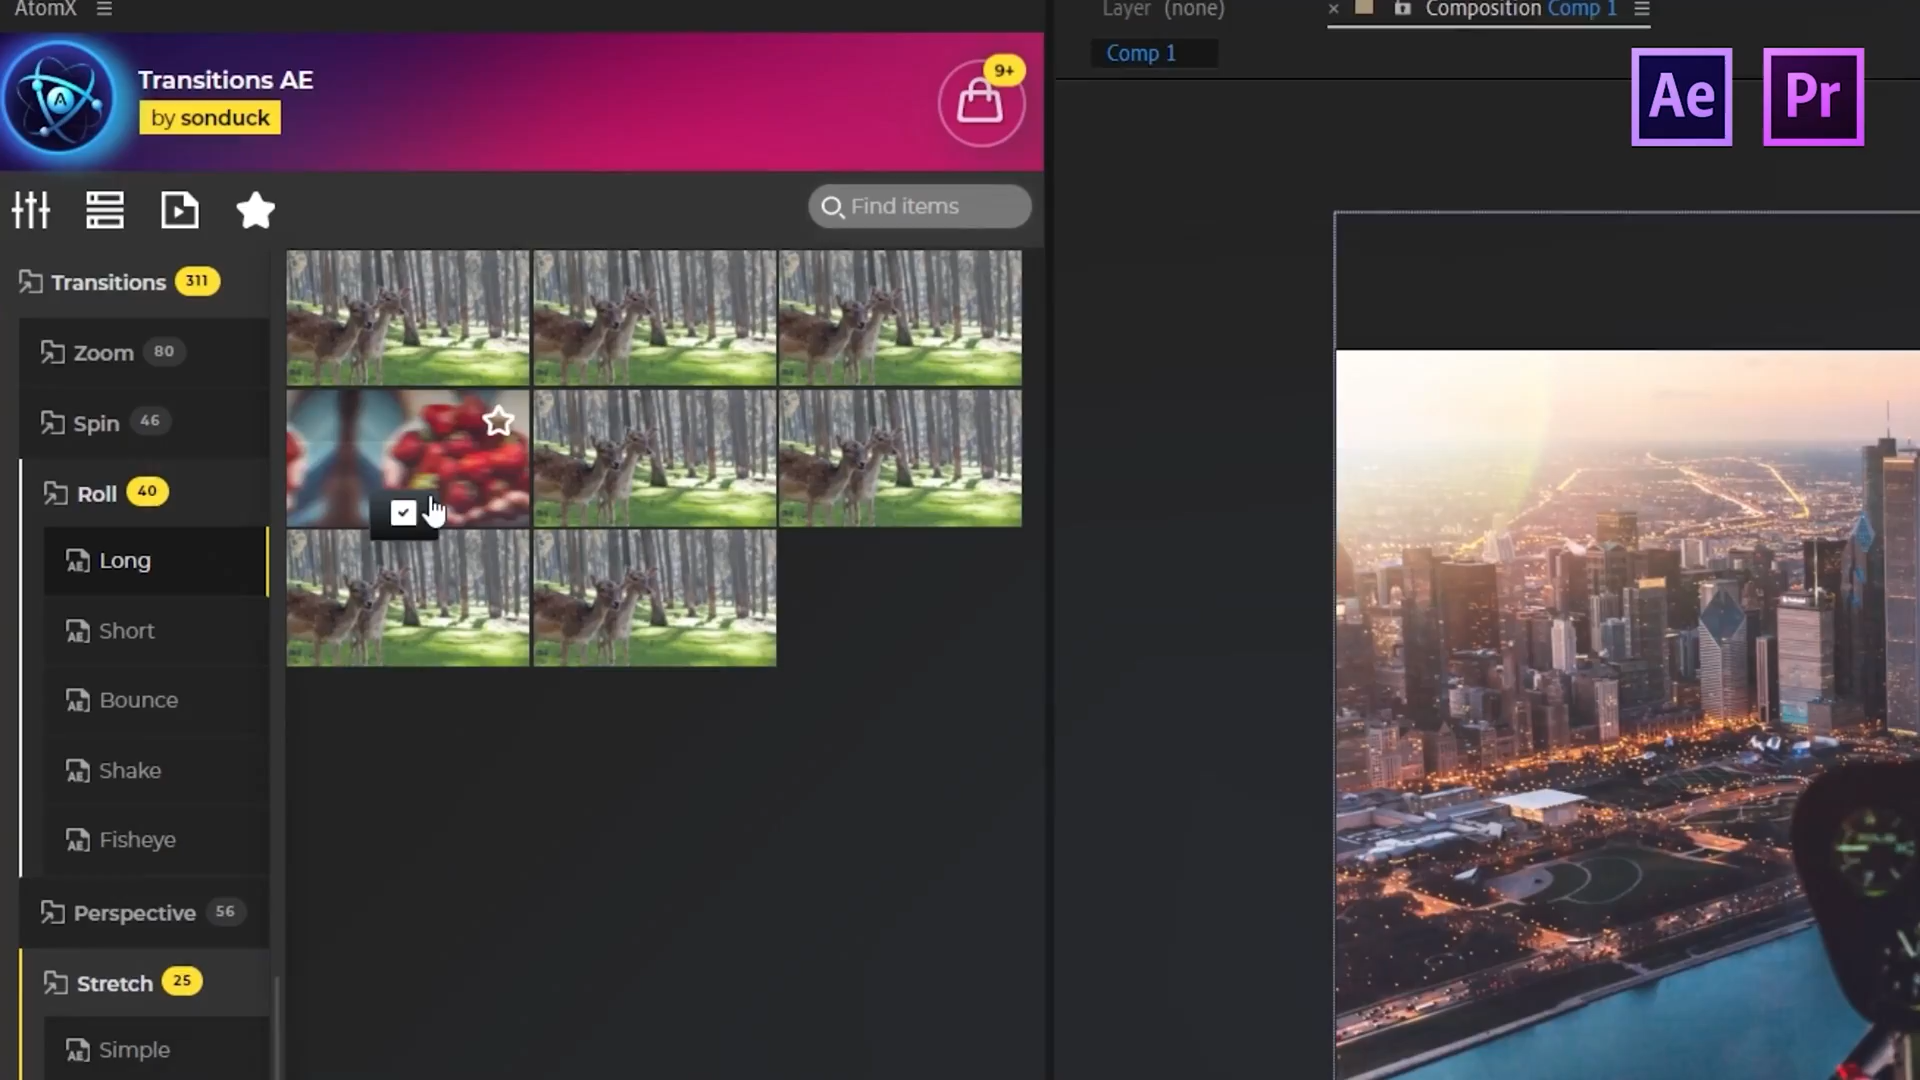 AtomX
Layer (none)
Composition Comp 1
Comp 1
Transitions AE
by sonduck
9+
Ae
Pr
Find items
Transitions 311
Zoom 80
Spin 46
Roll 40
Long
Short
Bounce
Shake
Fisheye
Perspective 56
Stretch 25
Simple